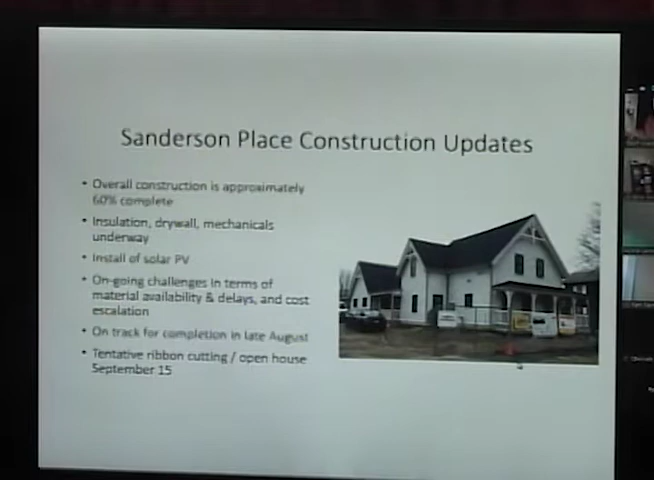 Sanderson Place Construction Updates
• Overall construction is approximately
60% complete
• Insulation, drywall, mechanicals
underway
• Install of solar PV
• On-going challenges in terms of
material availability & delays, and cost
escalation
• On track for completion in late August
• Tentative ribbon cutting / open house
September 15